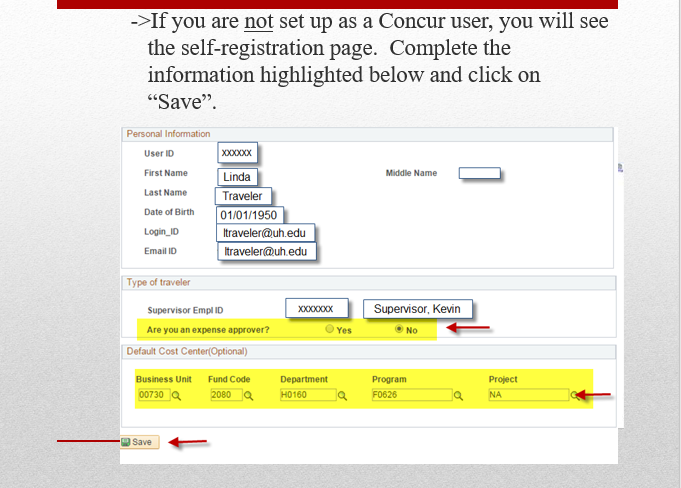 ->If you are not set up as a Concur user, you will see
the self-registration page.  Complete the
information highlighted below and click on
“Save”.
Personal Information
User ID xxxxxx
First Name Linda Middle Name
Last Name Traveler
Date of Birth 01/01/1950
Login_ID ltraveler@uh.edu
Email ID ltraveler@uh.edu
Type of traveler
Supervisor Empl ID xxxxxxx Supervisor, Kevin
Are you an expense approver? Yes No
Default Cost Center(Optional)
Business Unit Fund Code Department Program Project
00730 2080 H0160 F0626 NA
Save